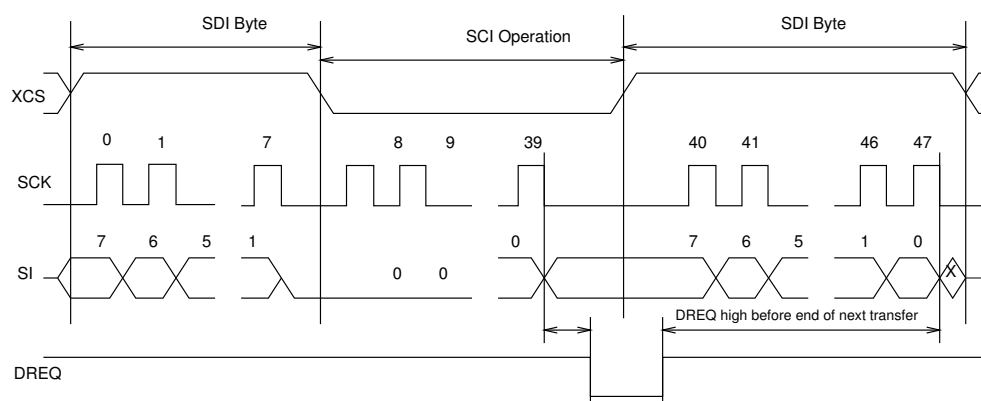 SDI Byte SCI Operation SDI Byte
XCS
0 1 7 8 9 39 40 41 46 47
SCK
7 6 5 1 0 7 6 5 1 0
SI 0 0 X
DREQ high before end of next transfer
DREQ